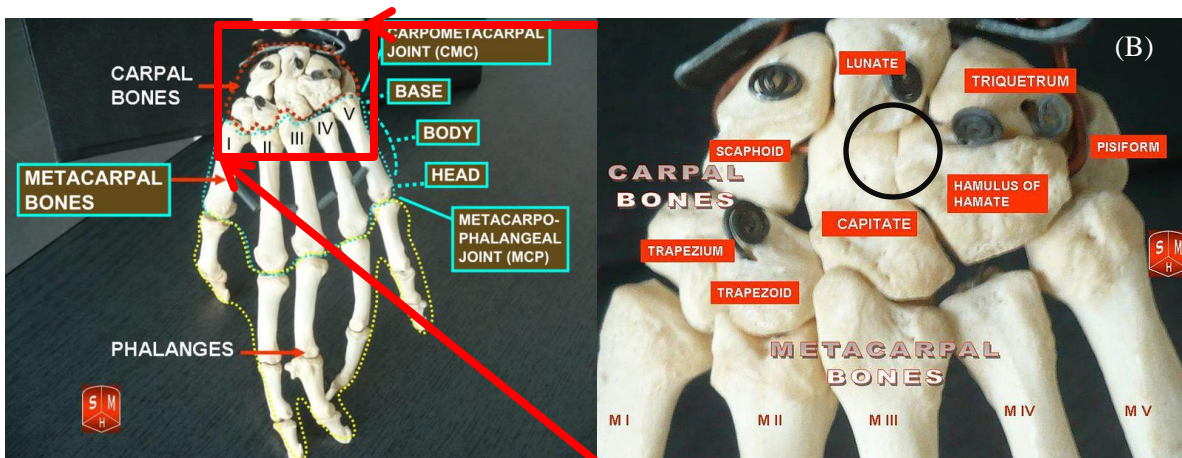 CARPOMETACARPAL
JOINT (CMC)
CARPAL
BONES
BASE
I
II
III
IV
V
BODY
HEAD
METACARPAL
BONES
METACARPO-
PHALANGEAL
JOINT (MCP)
PHALANGES
S M
H
(B)
LUNATE
TRIQUETRUM
SCAPHOID
PISIFORM
CARPAL
BONES
HAMULUS OF
HAMATE
CAPITATE
TRAPEZIUM
TRAPEZOID
S M
H
METACARPAL
BONES
M I
M II
M III
M IV
M V